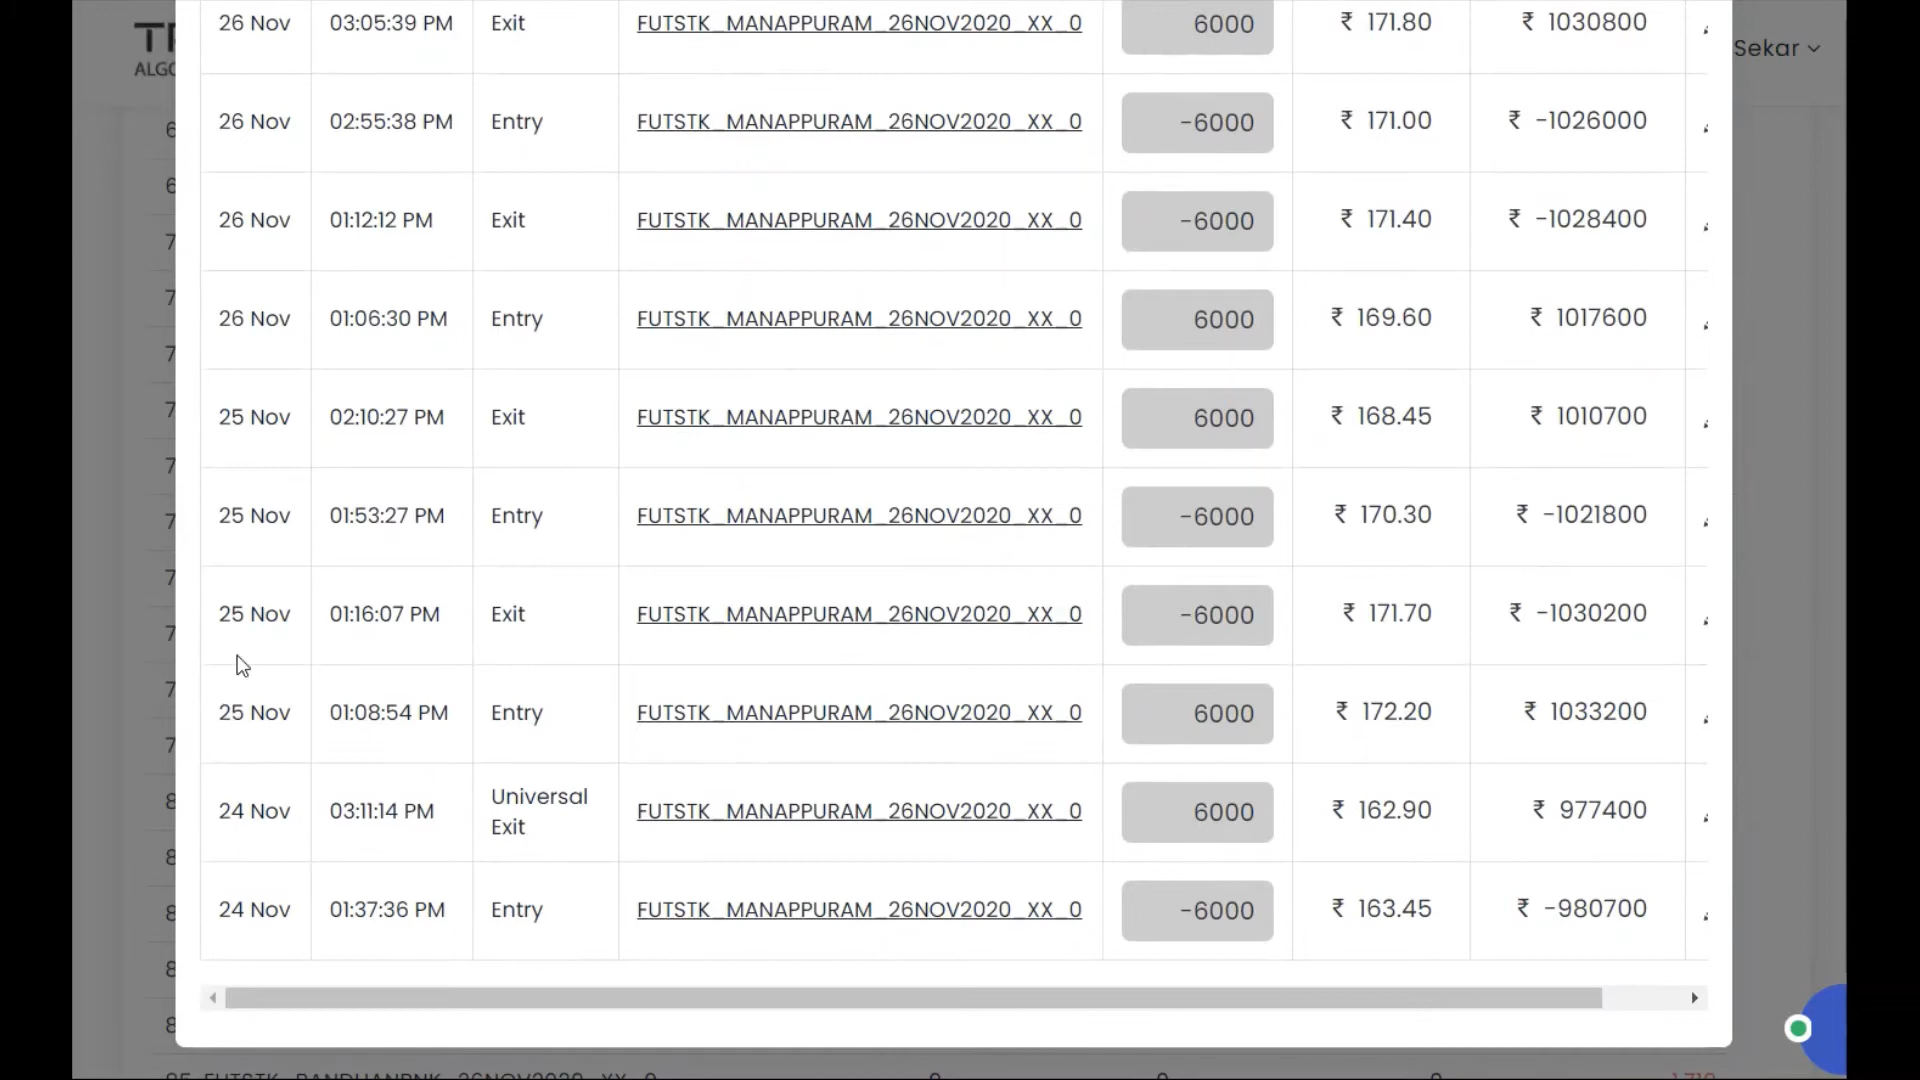 TR
ALGO
Sekar
26 Nov 03:05:39 PM Exit FUTSTK_MANAPPURAM_26NOV2020_XX_0 6000 ₹ 171.80 ₹ 1030800
26 Nov 02:55:38 PM Entry FUTSTK_MANAPPURAM_26NOV2020_XX_0 -6000 ₹ 171.00 ₹ -1026000
26 Nov 01:12:12 PM Exit FUTSTK_MANAPPURAM_26NOV2020_XX_0 -6000 ₹ 171.40 ₹ -1028400
26 Nov 01:06:30 PM Entry FUTSTK_MANAPPURAM_26NOV2020_XX_0 6000 ₹ 169.60 ₹ 1017600
25 Nov 02:10:27 PM Exit FUTSTK_MANAPPURAM_26NOV2020_XX_0 6000 ₹ 168.45 ₹ 1010700
25 Nov 01:53:27 PM Entry FUTSTK_MANAPPURAM_26NOV2020_XX_0 -6000 ₹ 170.30 ₹ -1021800
25 Nov 01:16:07 PM Exit FUTSTK_MANAPPURAM_26NOV2020_XX_0 -6000 ₹ 171.70 ₹ -1030200
25 Nov 01:08:54 PM Entry FUTSTK_MANAPPURAM_26NOV2020_XX_0 6000 ₹ 172.20 ₹ 1033200
24 Nov 03:11:14 PM Universal Exit FUTSTK_MANAPPURAM_26NOV2020_XX_0 6000 ₹ 162.90 ₹ 977400
24 Nov 01:37:36 PM Entry FUTSTK_MANAPPURAM_26NOV2020_XX_0 -6000 ₹ 163.45 ₹ -980700